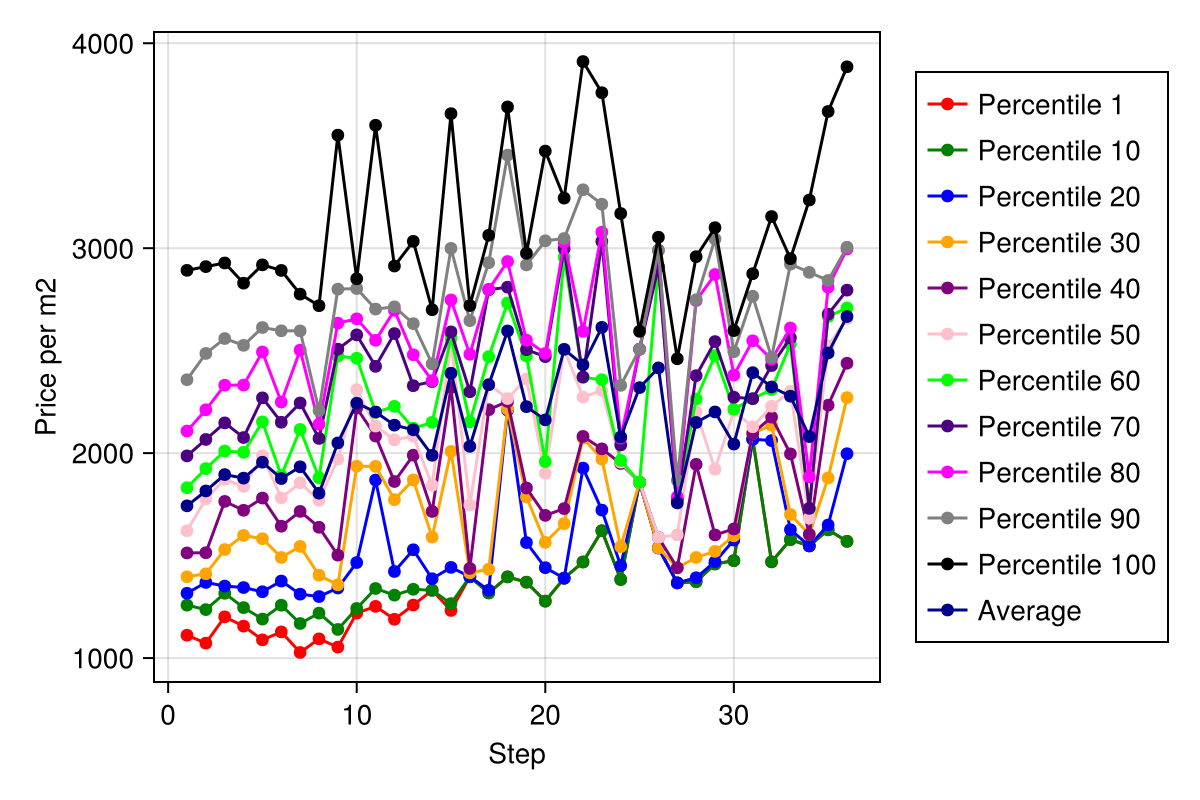 4000
3000
2000
1000
Price per m2
0 10 20 30
Step
Percentile 1
Percentile 10
Percentile 20
Percentile 30
Percentile 40
Percentile 50
Percentile 60
Percentile 70
Percentile 80
Percentile 90
Percentile 100
Average